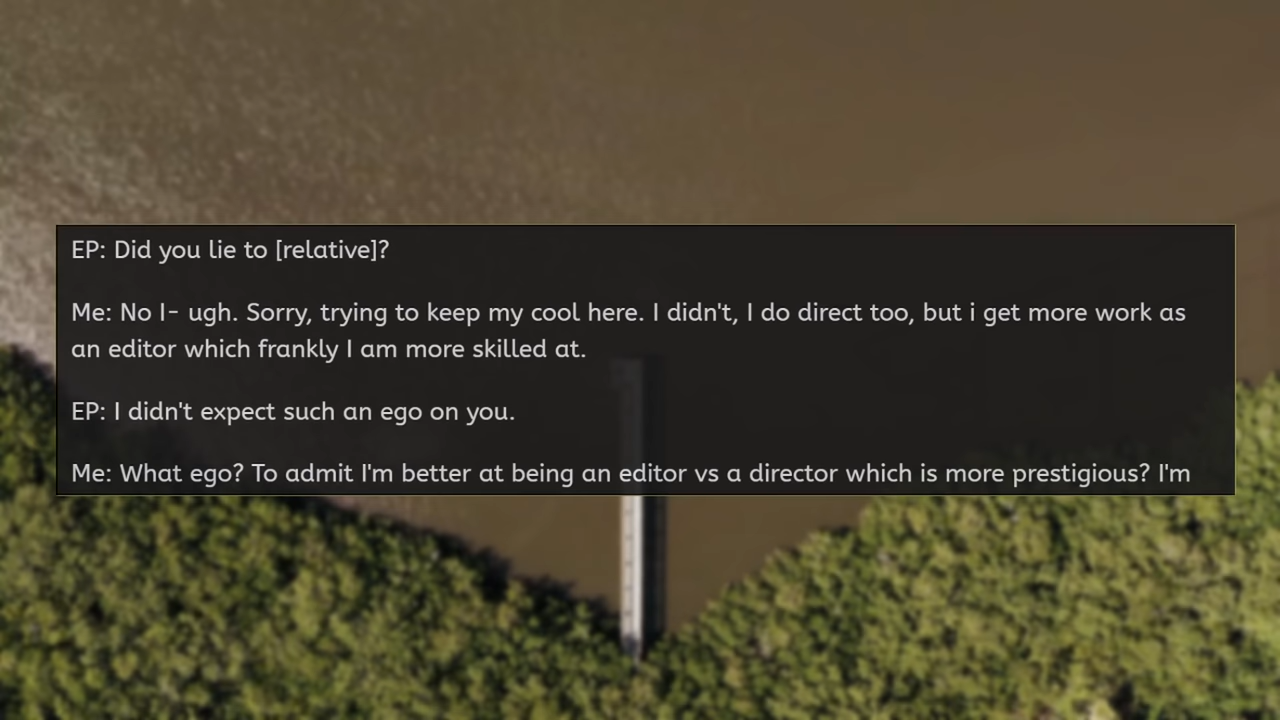 EP: Did you lie to [relative]?
Me: No I- ugh. Sorry, trying to keep my cool here. I didn't, I do direct too, but i get more work as
an editor which frankly I am more skilled at.
EP: I didn't expect such an ego on you.
Me: What ego? To admit I'm better at being an editor vs a director which is more prestigious? I'm